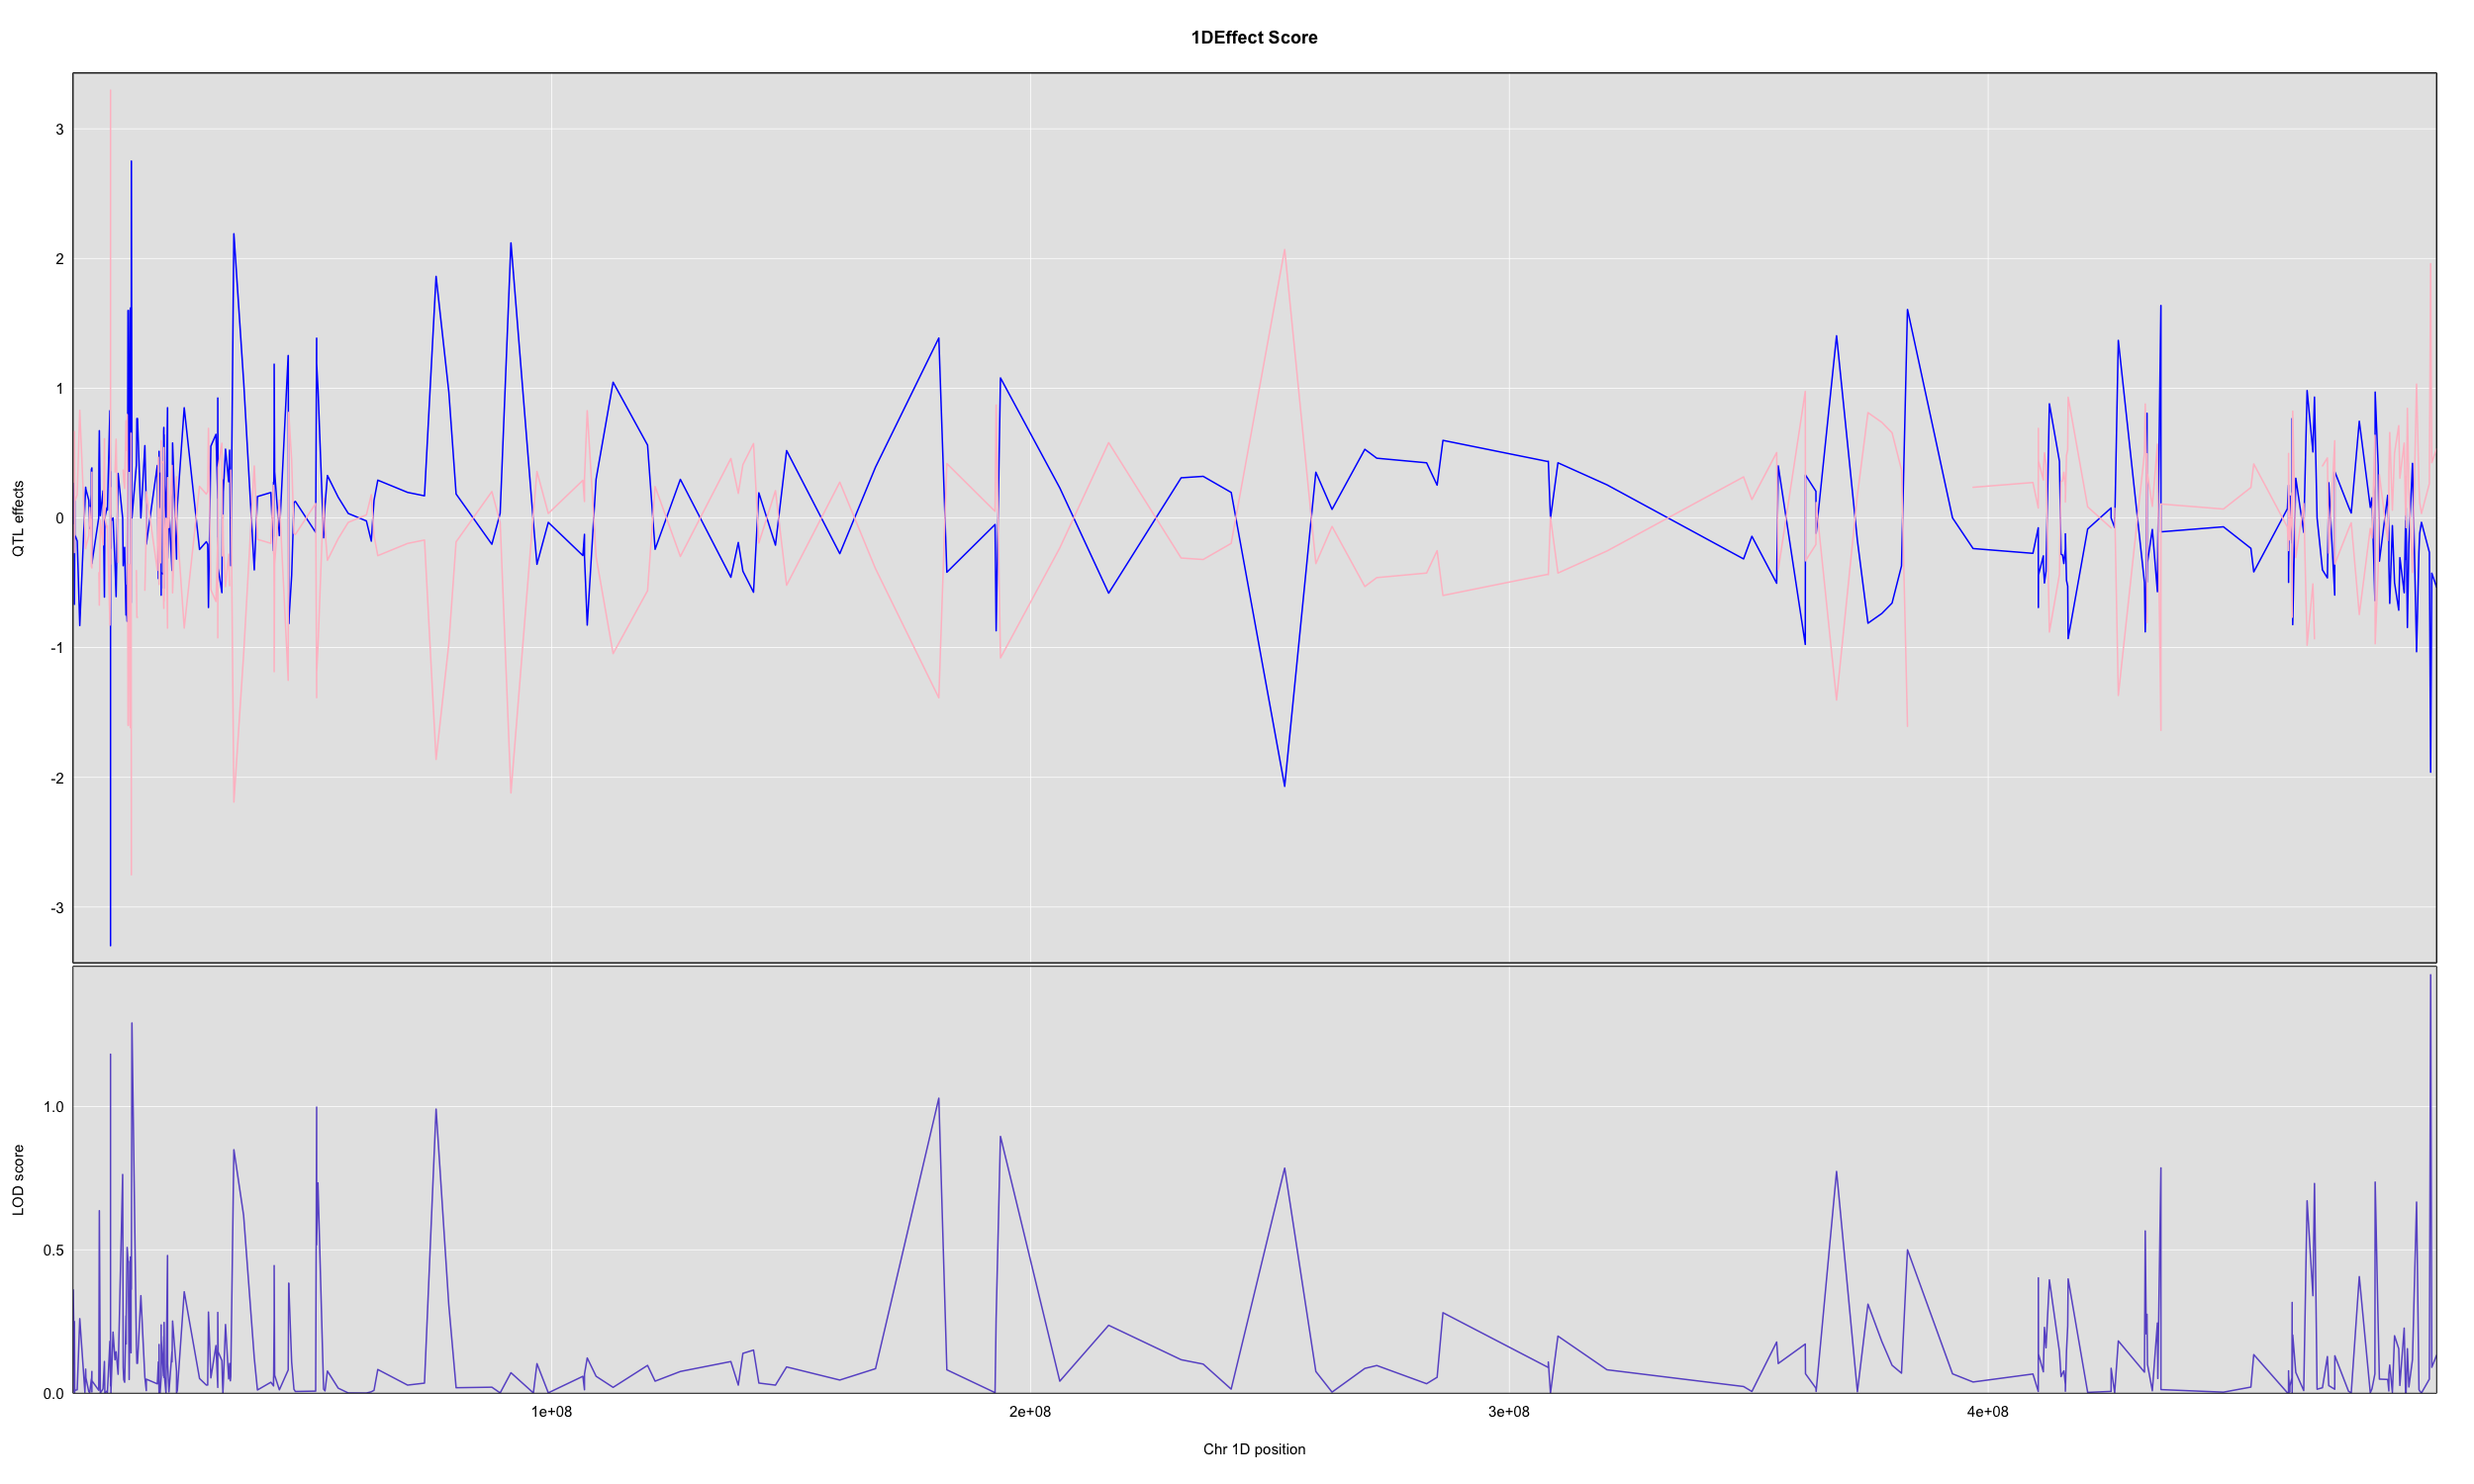 1DEffect Score
QTL effects
3
2
1
0
-1
-2
-3
LOD score
1.0
0.5
0.0
1e+08 2e+08 3e+08 4e+08
Chr 1D position